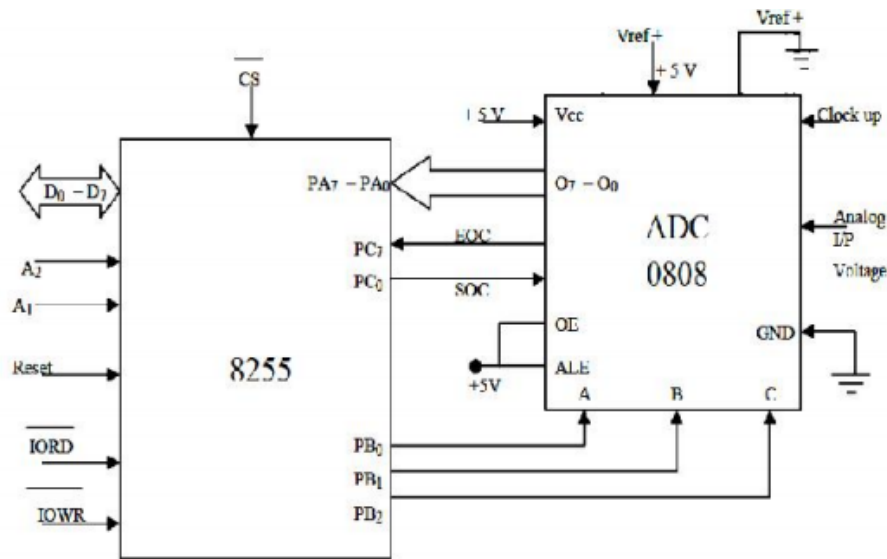 Vref +
Vref +
CS
+ 5 V
+5 V
Vcc
Clock up
D0 – D7
PA7 – PA0
O7 – O0
ADC
0808
Analog
I/P
Voltage
PC7
EOC
A2
PC0
SOC
A1
OE
GND
Reset
8255
ALE
+5V
A B C
IORD
PB0
PB1
IOWR
PB2